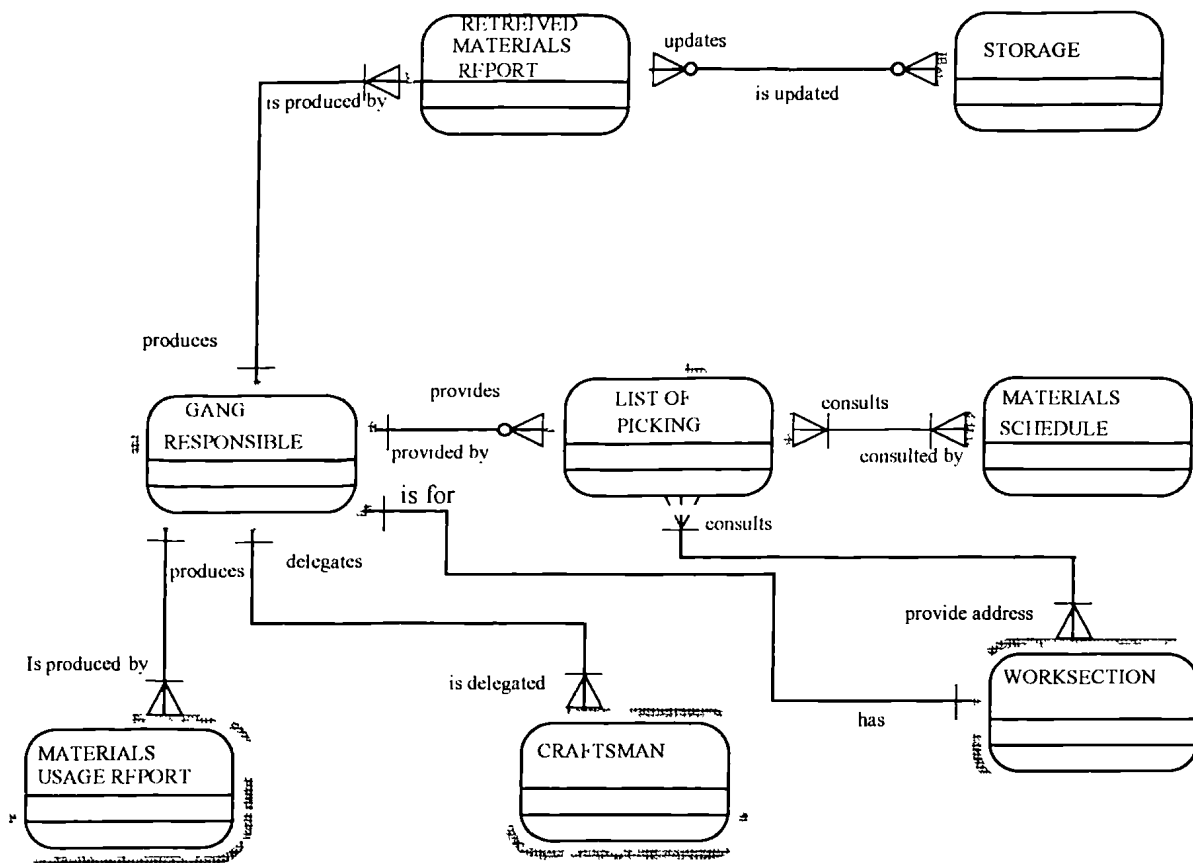 RETREIVED
MATERIALS
REPORT
updates
STORAGE
is produced by
is updated
produces
GANG
RESPONSIBLE
provides
provided by
LIST OF
PICKING
consults
consulted by
MATERIALS
SCHEDULE
is for
consults
produces
delegates
provide address
Is produced by
is delegated
has
WORKSECTION
MATERIALS
USAGE REPORT
CRAFTSMAN